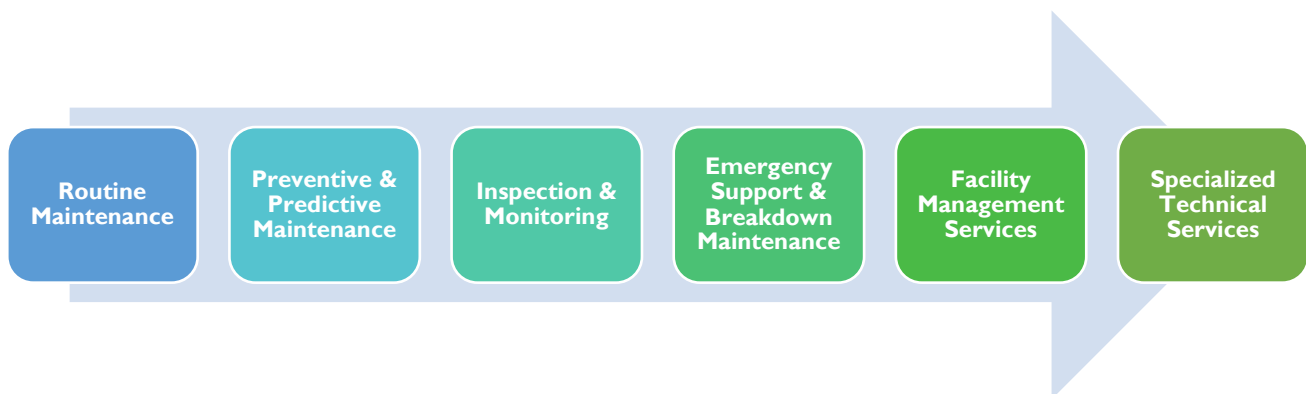 Routine
Maintenance
Preventive &
Predictive
Maintenance
Inspection &
Monitoring
Emergency
Support &
Breakdown
Maintenance
Facility
Management
Services
Specialized
Technical
Services